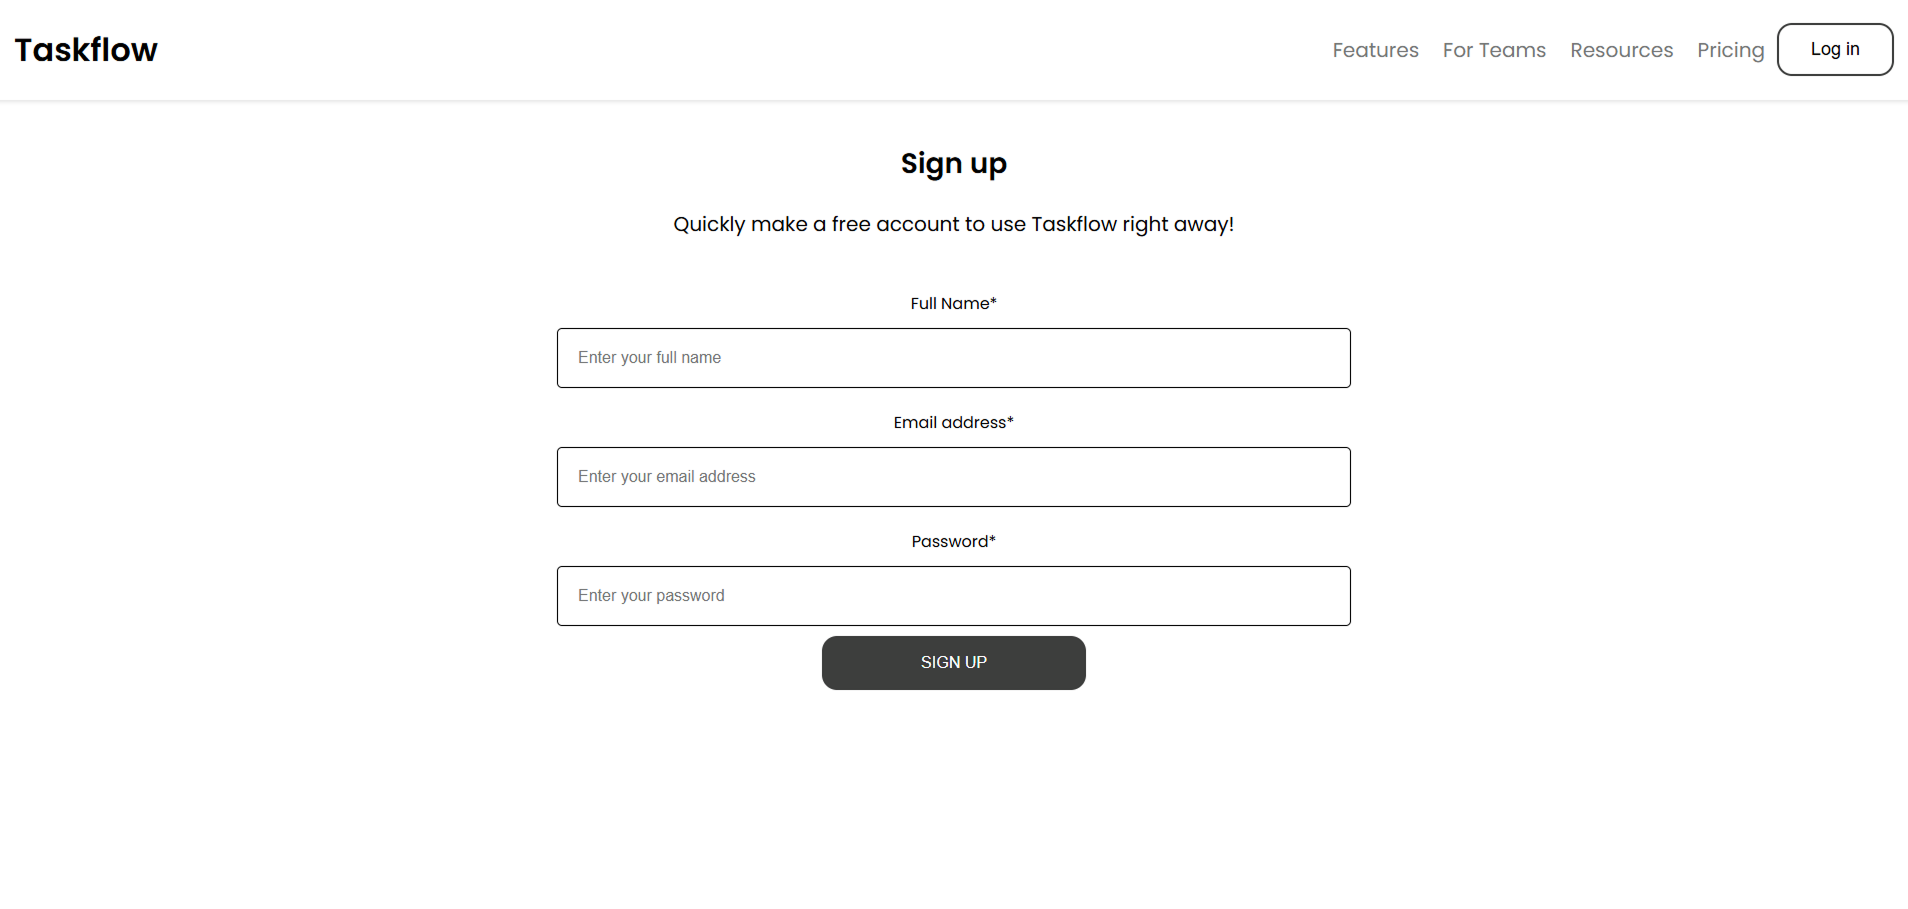 Taskflow
Features For Teams Resources Pricing Log in
Sign up
Quickly make a free account to use Taskflow right away!
Full Name*
Enter your full name
Email address*
Enter your email address
Password*
Enter your password
SIGN UP